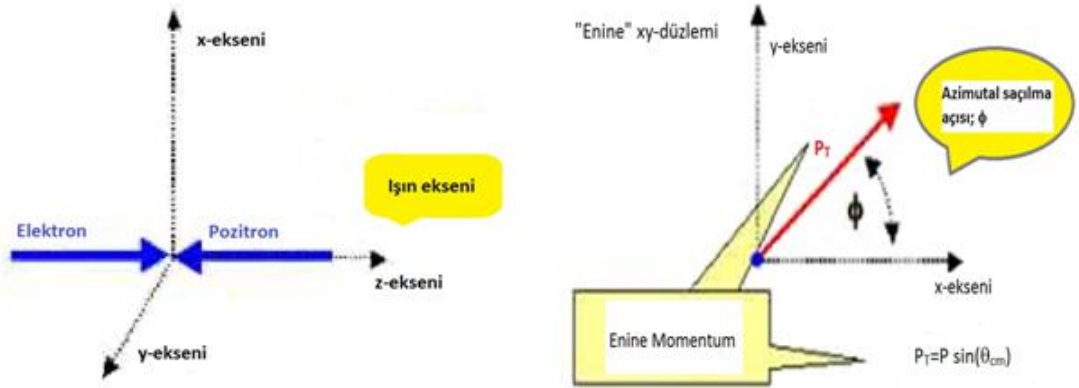 x-ekseni
Işın ekseni
Elektron
Pozitron
z-ekseni
y-ekseni
"Enine" xy-düzlemi
y-ekseni
Azimutal saçılma
açısı; ϕ
P_T
ϕ
x-ekseni
Enine Momentum
P_T=P sin(θ_cm)